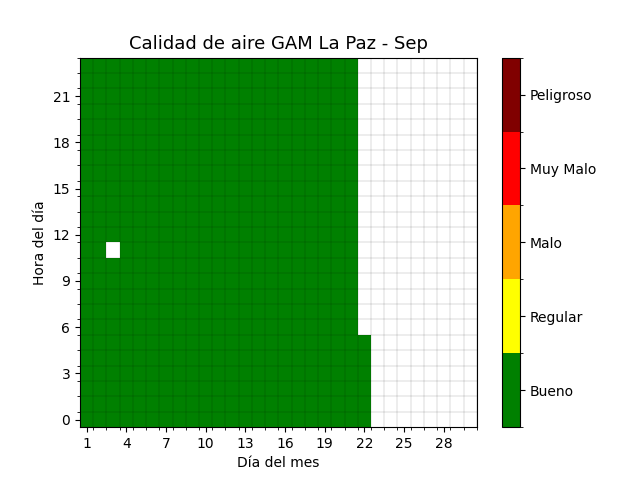 Calidad de aire GAM La Paz - Sep
21
18
15
12
9
6
3
0
Hora del día
1 4 7 10 13 16 19 22 25 28
Día del mes
Peligroso
Muy Malo
Malo
Regular
Bueno